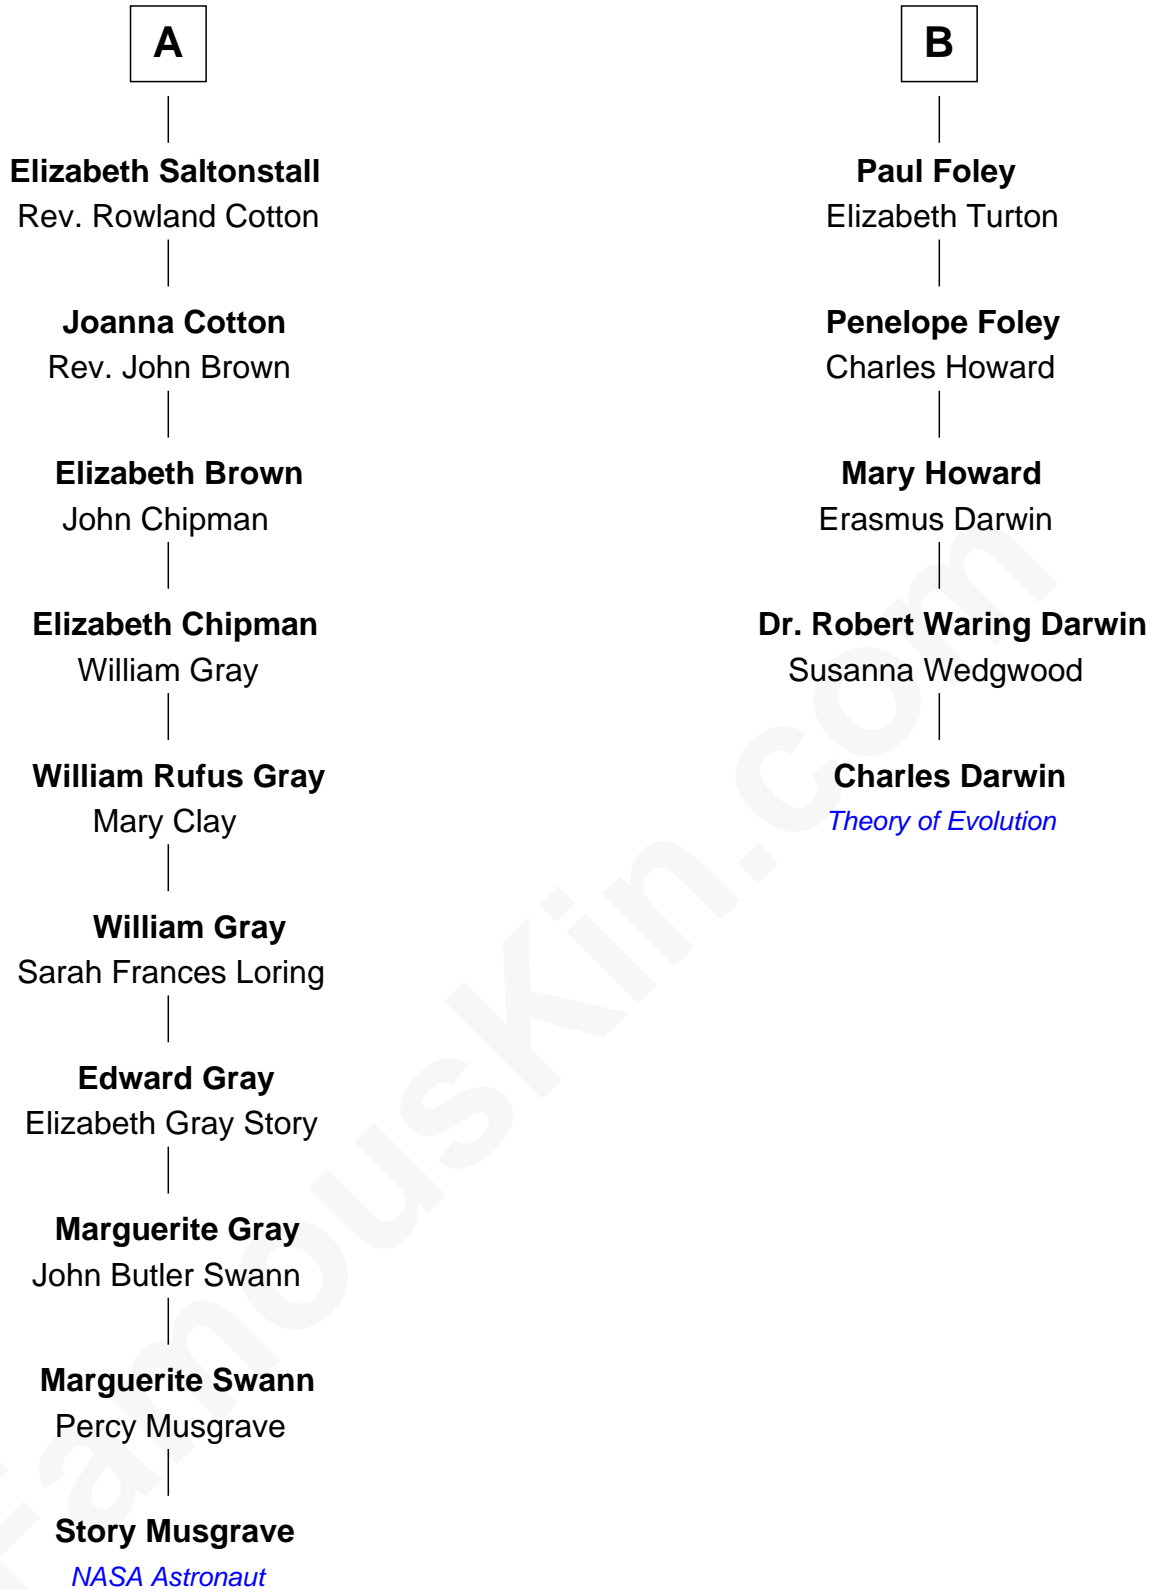 A
Elizabeth Saltonstall
Rev. Rowland Cotton
Joanna Cotton
Rev. John Brown
Elizabeth Brown
John Chipman
Elizabeth Chipman
William Gray
William Rufus Gray
Mary Clay
William Gray
Sarah Frances Loring
Edward Gray
Elizabeth Gray Story
Marguerite Gray
John Butler Swann
Marguerite Swann
Percy Musgrave
Story Musgrave
NASA Astronaut
B
Paul Foley
Elizabeth Turton
Penelope Foley
Charles Howard
Mary Howard
Erasmus Darwin
Dr. Robert Waring Darwin
Susanna Wedgwood
Charles Darwin
Theory of Evolution
FamousKin.com